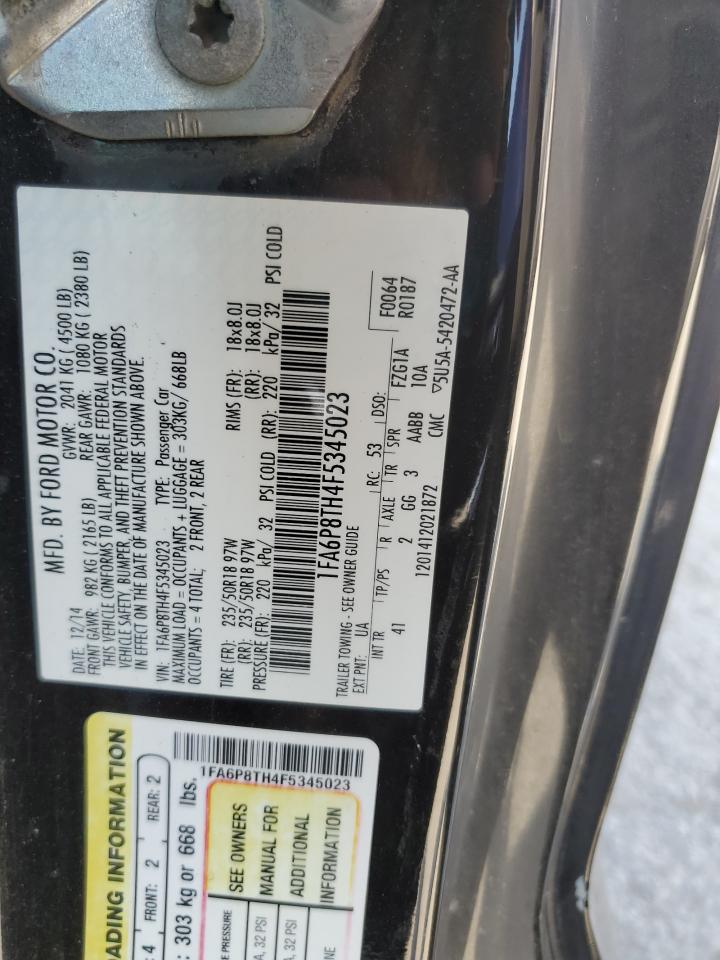 MFD. BY FORD MOTOR CO.
DATE: 12/14 GVWR: 2041 KG ( 4500 LB)
FRONT GAWR: 982 KG ( 2165 LB) REAR GAWR: 1080 KG ( 2380 LB)
THIS VEHICLE CONFORMS TO ALL APPLICABLE FEDERAL MOTOR
VEHICLE SAFETY, BUMPER, AND THEFT PREVENTION STANDARDS
IN EFFECT ON THE DATE OF MANUFACTURE SHOWN ABOVE.
VIN: 1FA6P8TH4F5345023 TYPE: Passenger Car
MAXIMUM LOAD = OCCUPANTS + LUGGAGE = 303KG/ 668LB
OCCUPANTS = 4 TOTAL: 2 FRONT, 2 REAR
TIRE (FR): 235/50R18 97W RIMS (FR): 18x8.0J
(RR): 235/50R18 97W (RR): 18x8.0J
PRESSURE (FR): 220 kPa/ 32 PSI COLD (RR): 220 kPa/ 32 PSI COLD
1FA6P8TH4F5345023
TRAILER TOWING - SEE OWNER GUIDE
EXT PNT: UA RC: 53 DSO: F0064
INT TR TP/PS R AXLE TR SPR FZG1A R0187
41 2 GG 3 AABB 10A
1201412021872 CMC ▽5U5A-5420472-AA
ADING INFORMATION
4 FRONT: 2 REAR: 2
: 303 kg or 668 lbs.
1FA6P8TH4F5345023
E PRESSURE
A, 32 PSI
A, 32 PSI
NE
SEE OWNERS
MANUAL FOR
ADDITIONAL
INFORMATION